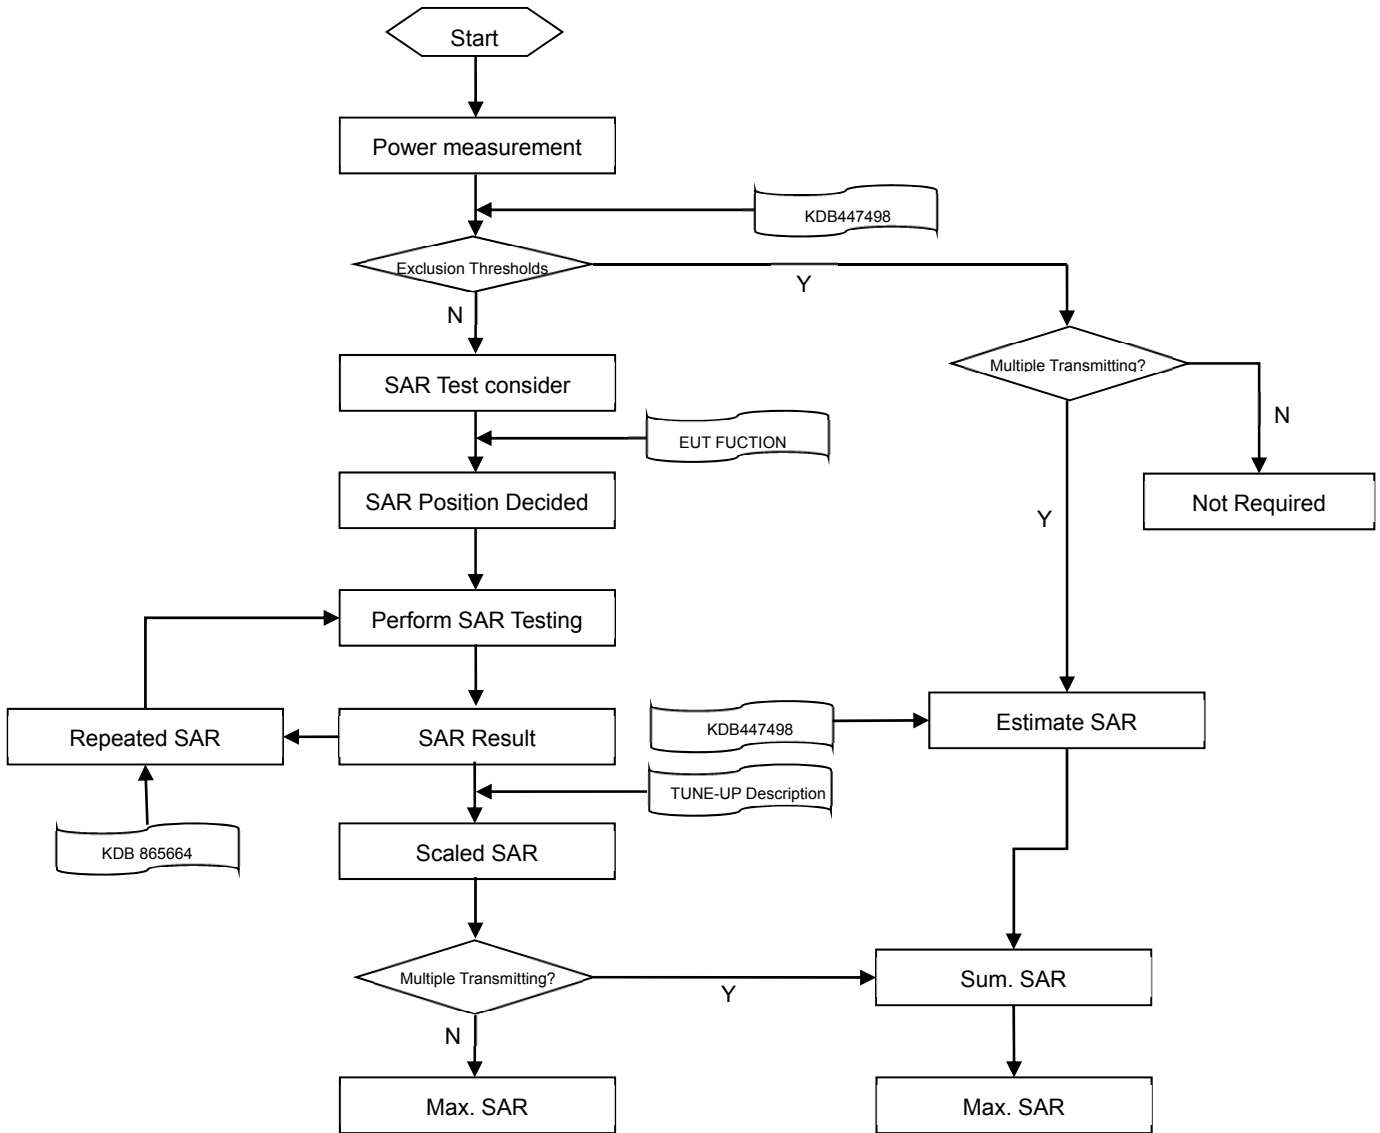 Start
Power measurement
KDB447498
Exclusion Thresholds
Y
N
Multiple Transmitting?
SAR Test consider
N
EUT FUCTION
SAR Position Decided
Not Required
Y
Perform SAR Testing
Repeated SAR
SAR Result
KDB447498
Estimate SAR
TUNE-UP Description
KDB 865664
Scaled SAR
Multiple Transmitting?
Y
Sum. SAR
N
Max. SAR
Max. SAR